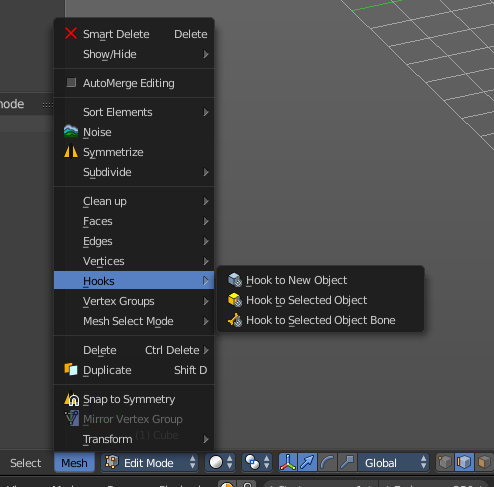 Smart Delete Delete
Show/Hide
AutoMerge Editing
node
Sort Elements
Noise
Symmetrize
Subdivide
Clean up
Faces
Edges
Vertices
Hooks
Hook to New Object
Hook to Selected Object
Hook to Selected Object Bone
Vertex Groups
Mesh Select Mode
Delete Ctrl Delete
Duplicate Shift D
Snap to Symmetry
Mirror Vertex Group
(1) Cube
Transform
Select Mesh Edit Mode Global